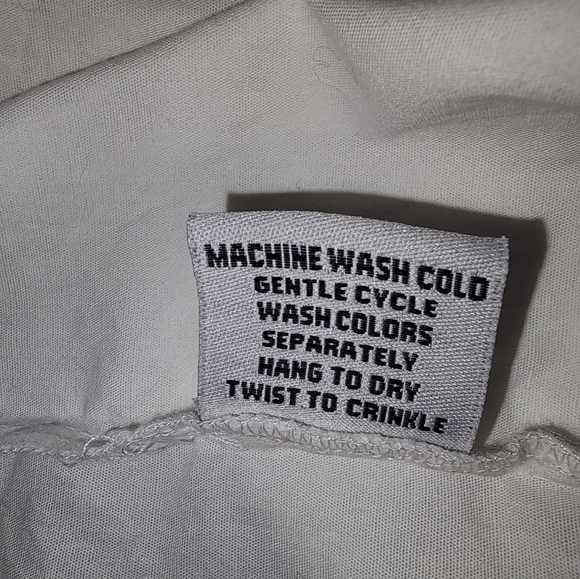 MACHINE WASH COLD
GENTLE CYCLE
WASH COLORS
SEPARATELY
HANG TO DRY
TWIST TO CRINKLE